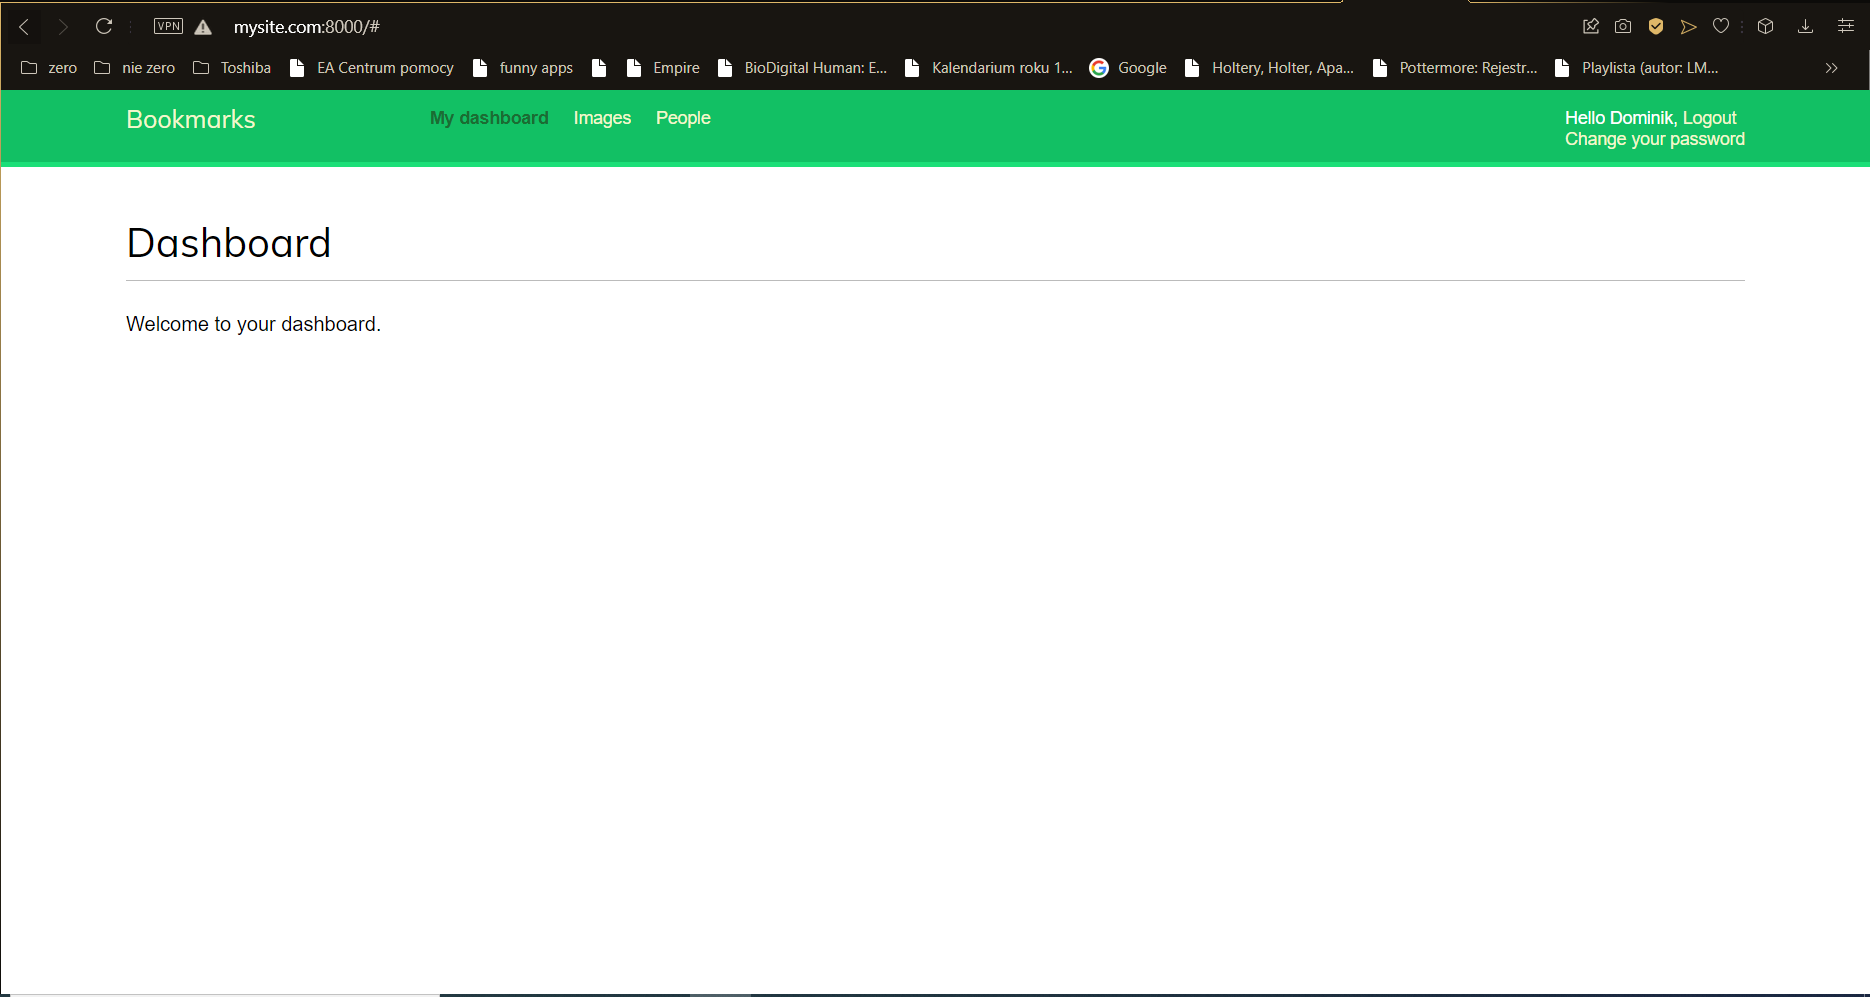 VPN mysite.com:8000/#
zero nie zero Toshiba EA Centrum pomocy funny apps Empire BioDigital Human: E... Kalendarium roku 1... Google Holtery, Holter, Apa... Pottermore: Rejestr... Playlista (autor: LM...
Bookmarks My dashboard Images People Hello Dominik, Logout
Change your password
Dashboard
Welcome to your dashboard.